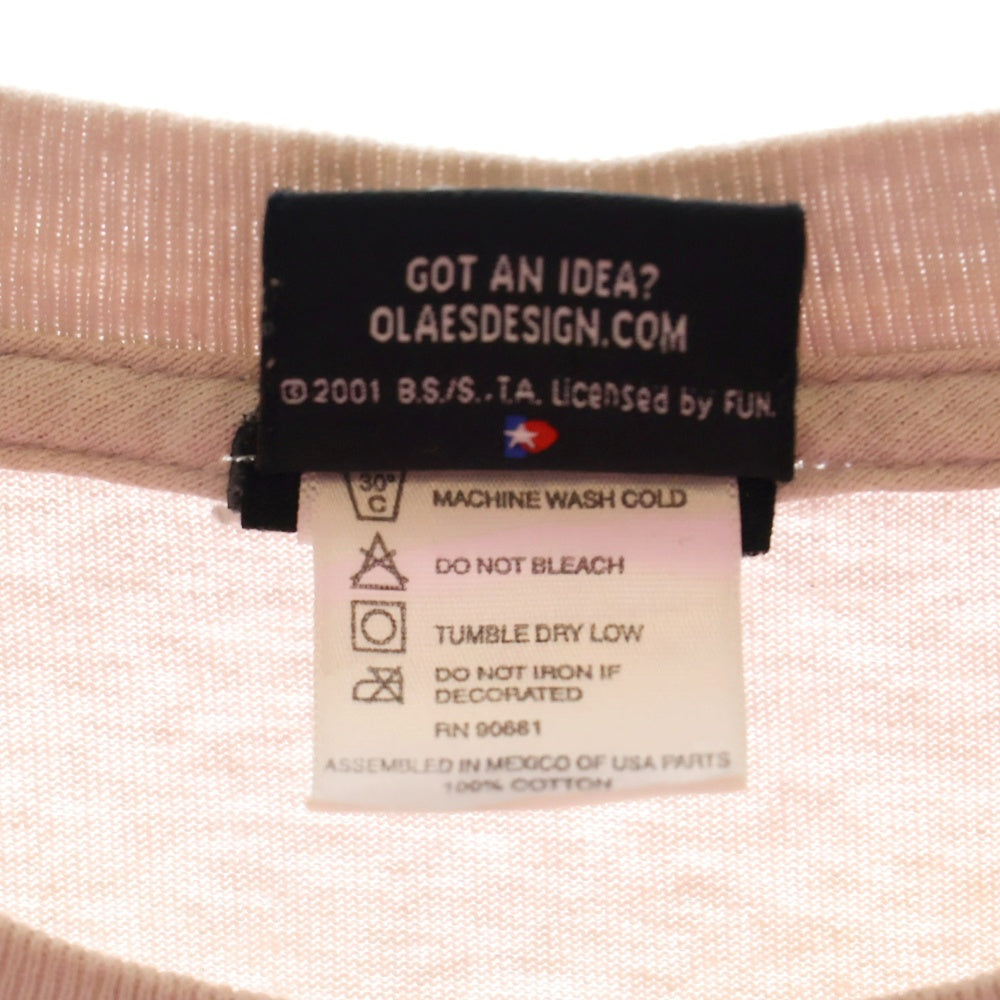 GOT AN IDEA?
OLAESDESIGN.COM
©2001 B.S./S.-T.A. Licensed by FUN.
30°
C
MACHINE WASH COLD
DO NOT BLEACH
TUMBLE DRY LOW
DO NOT IRON IF
DECORATED
RN 90681
ASSEMBLED IN MEXICO OF USA PARTS
100% COTTON